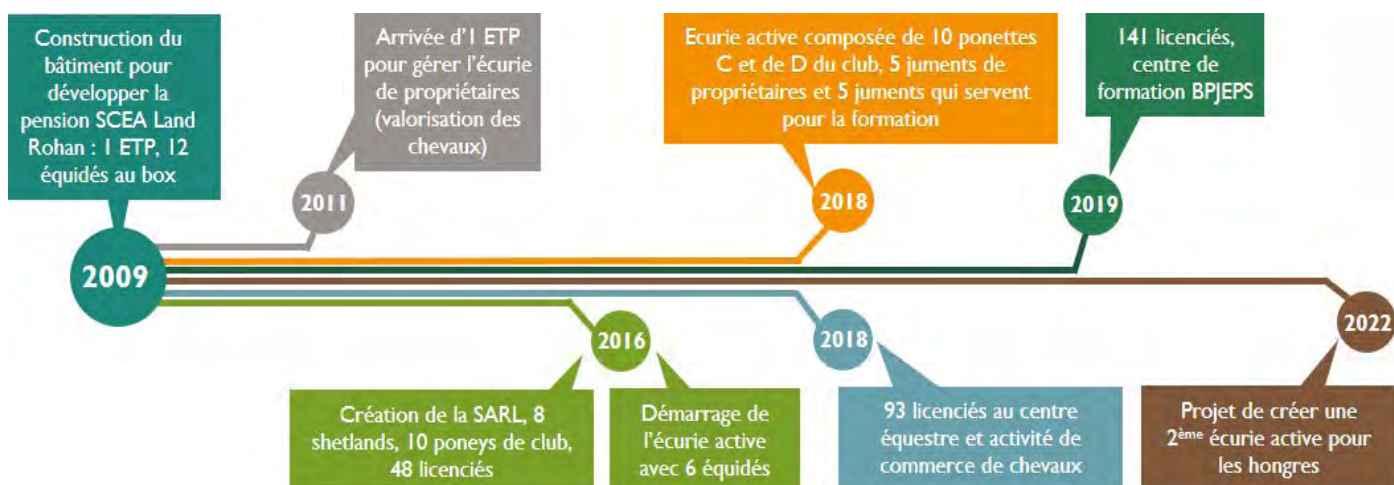 Construction du
bâtiment pour
développer la
pension SCEA Land
Rohan : 1 ETP, 12
équidés au box
2009
Arrivée d'1 ETP
pour gérer l'écurie
de propriétaires
(valorisation des
chevaux)
2011
Ecurie active composée de 10 ponettes
C et de D du club, 5 juments de
propriétaires et 5 juments qui servent
pour la formation
2018
141 licenciés,
centre de
formation BPJEPS
2019
2016
Création de la SARL, 8
shetlands, 10 poneys de club,
48 licenciés
Démarrage de
l'écurie active
avec 6 équidés
2018
93 licenciés au centre
équestre et activité de
commerce de chevaux
2022
Projet de créer une
2ème écurie active pour
les hongres